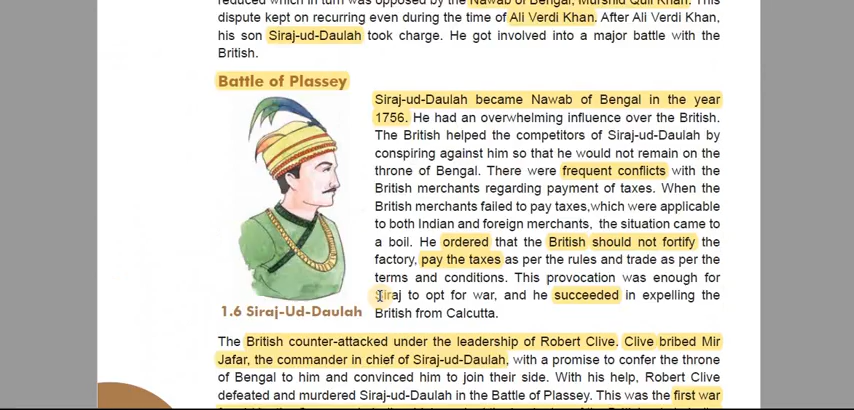 reduced which in turn was opposed by the Nawab of Bengal, Murshid Quli Khan. This
dispute kept on recurring even during the time of Ali Verdi Khan. After Ali Verdi Khan,
his son Siraj-ud-Daulah took charge. He got involved into a major battle with the
British.
Battle of Plassey
Siraj-ud-Daulah became Nawab of Bengal in the year
1756. He had an overwhelming influence over the British.
The British helped the competitors of Siraj-ud-Daulah by
conspiring against him so that he would not remain on the
throne of Bengal. There were frequent conflicts with the
British merchants regarding payment of taxes. When the
British merchants failed to pay taxes,which were applicable
to both Indian and foreign merchants, the situation came to
a boil. He ordered that the British should not fortify the
factory, pay the taxes as per the rules and trade as per the
terms and conditions. This provocation was enough for
Siraj to opt for war, and he succeeded in expelling the
British from Calcutta.
1.6 Siraj-Ud-Daulah
The British counter-attacked under the leadership of Robert Clive. Clive bribed Mir
Jafar, the commander in chief of Siraj-ud-Daulah, with a promise to confer the throne
of Bengal to him and convinced him to join their side. With his help, Robert Clive
defeated and murdered Siraj-ud-Daulah in the Battle of Plassey. This was the first war